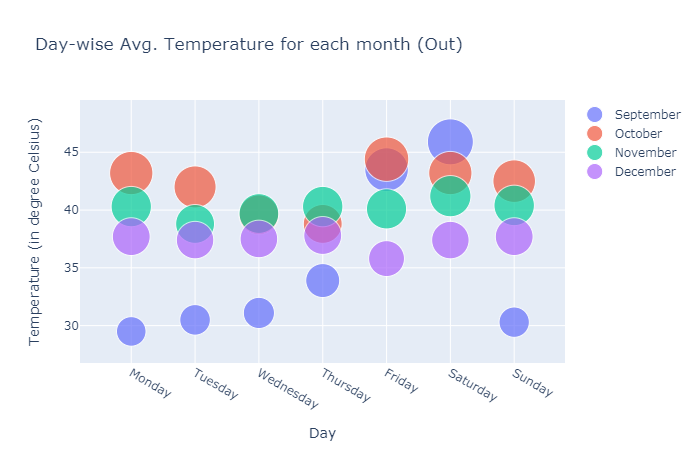 Day-wise Avg. Temperature for each month (Out)
September
October
November
December
Temperature (in degree Celsius)
45
40
35
30
Monday
Tuesday
Wednesday
Thursday
Friday
Saturday
Sunday
Day